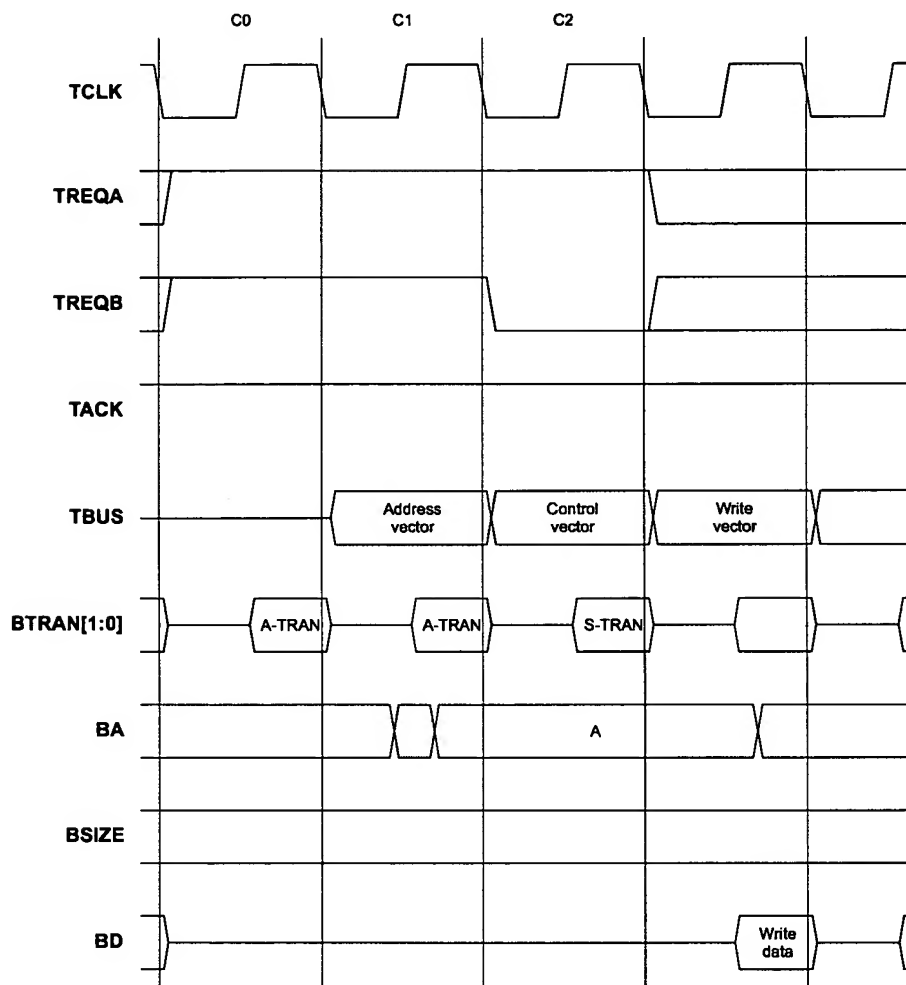 C0 C1 C2
TCLK
TREQA
TREQB
TACK
TBUS
Address
vector
Control
vector
Write
vector
BTRAN[1:0]
A-TRAN
A-TRAN
S-TRAN
BA
A
BSIZE
BD
Write
data